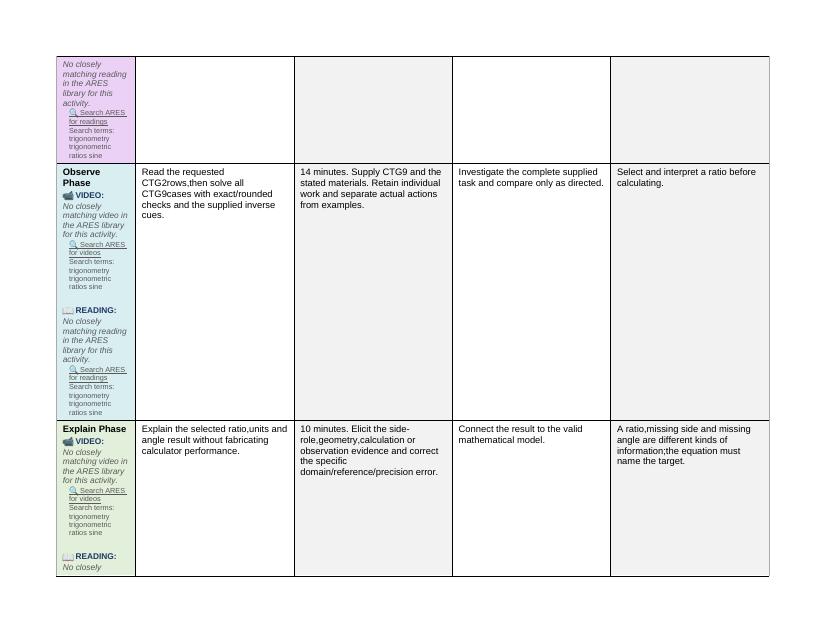 No closely
matching reading
in the ARES
library for this
activity.
🔍 Search ARES
for readings
Search terms:
trigonometry
trigonometric
ratios sine
Observe
Phase
📹 VIDEO:
No closely
matching video in
the ARES library
for this activity.
🔍 Search ARES
for videos
Search terms:
trigonometry
trigonometric
ratios sine
📖 READING:
No closely
matching reading
in the ARES
library for this
activity.
🔍 Search ARES
for readings
Search terms:
trigonometry
trigonometric
ratios sine
Read the requested
CTG2rows,then solve all
CTG9cases with exact/rounded
checks and the supplied inverse
cues.
14 minutes. Supply CTG9 and the
stated materials. Retain individual
work and separate actual actions
from examples.
Investigate the complete supplied
task and compare only as directed.
Select and interpret a ratio before
calculating.
Explain Phase
📹 VIDEO:
No closely
matching video in
the ARES library
for this activity.
🔍 Search ARES
for videos
Search terms:
trigonometry
trigonometric
ratios sine
📖 READING:
No closely
Explain the selected ratio,units and
angle result without fabricating
calculator performance.
10 minutes. Elicit the side-
role,geometry,calculation or
observation evidence and correct
the specific
domain/reference/precision error.
Connect the result to the valid
mathematical model.
A ratio,missing side and missing
angle are different kinds of
information;the equation must
name the target.